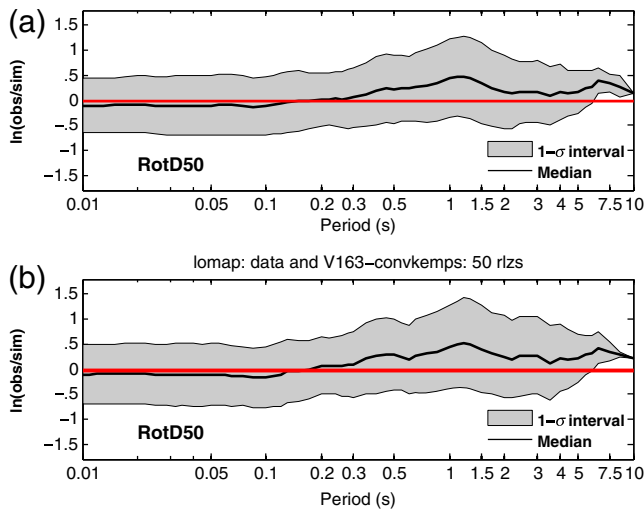 (a)
ln(obs/sim)
1.5
1
.5
0
-.5
-1
-1.5
RotD50
1-σ interval
Median
0.01 0.05 0.1 0.2 0.3 0.5 1 1.5 2 3 4 5 7.5 10
Period (s)
(b)
lomap: data and V163-convkemps: 50 rlzs
ln(obs/sim)
1.5
1
.5
0
-.5
-1
-1.5
RotD50
1-σ interval
Median
0.01 0.05 0.1 0.2 0.3 0.5 1 1.5 2 3 4 5 7.5 10
Period (s)